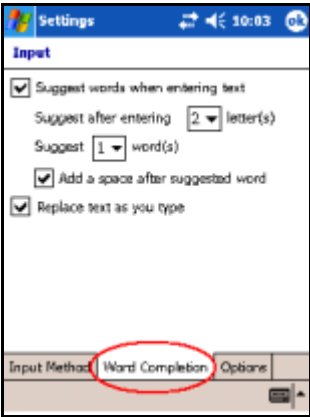 Settings 10:03 ok
Input
Suggest words when entering text
Suggest after entering 2 letter(s)
Suggest 1 word(s)
Add a space after suggested word
Replace text as you type
Input Method Word Completion Options